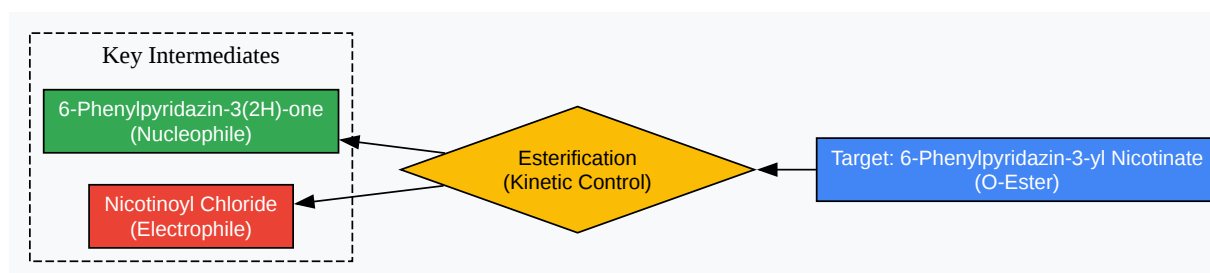 Key Intermediates
6-Phenylpyridazin-3(2H)-one
(Nucleophile)
Nicotinoyl Chloride
(Electrophile)
Esterification
(Kinetic Control)
Target: 6-Phenylpyridazin-3-yl Nicotinate
(O-Ester)